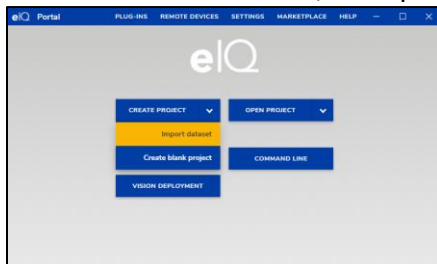 eIQ Portal PLUG-INS REMOTE DEVICES SETTINGS MARKETPLACE HELP
eIQ
CREATE PROJECT OPEN PROJECT
Import dataset
Create blank project COMMAND LINE
VISION DEPLOYMENT